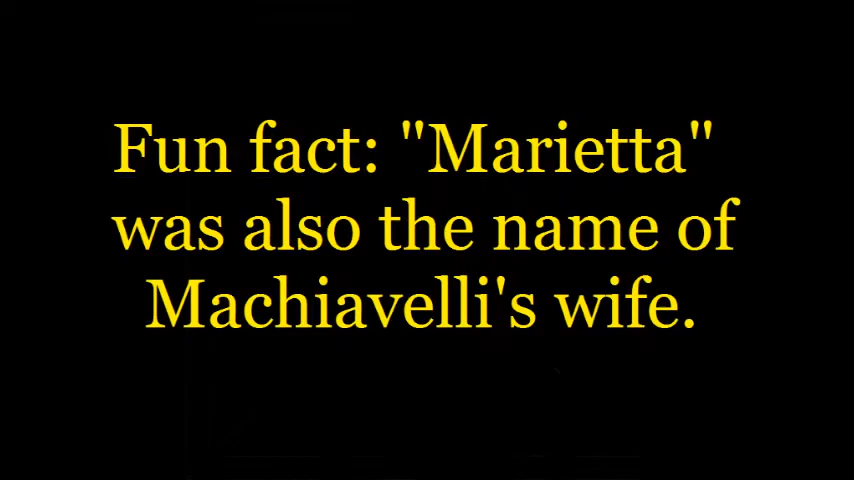 Fun fact: "Marietta"
was also the name of
Machiavelli's wife.